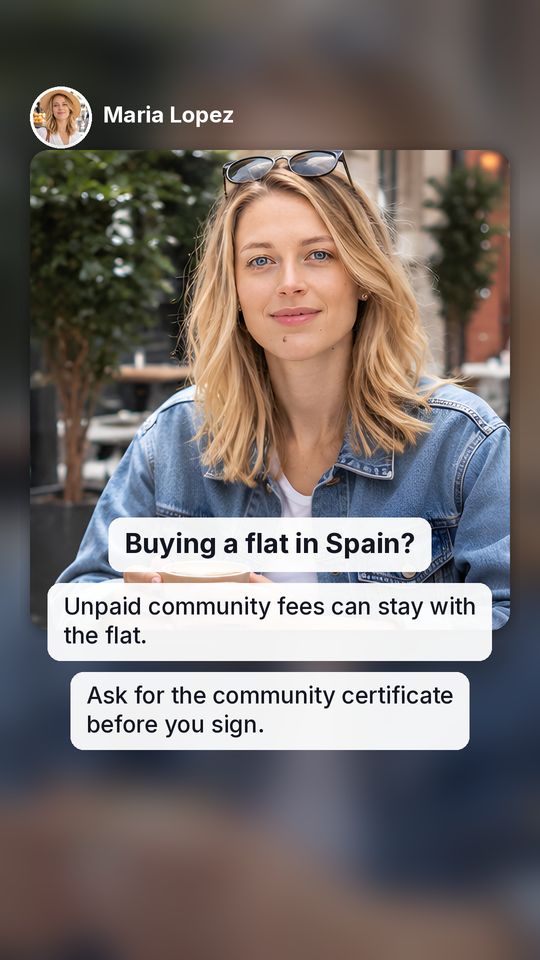 Maria Lopez
Buying a flat in Spain?
Unpaid community fees can stay with
the flat.
Ask for the community certificate
before you sign.